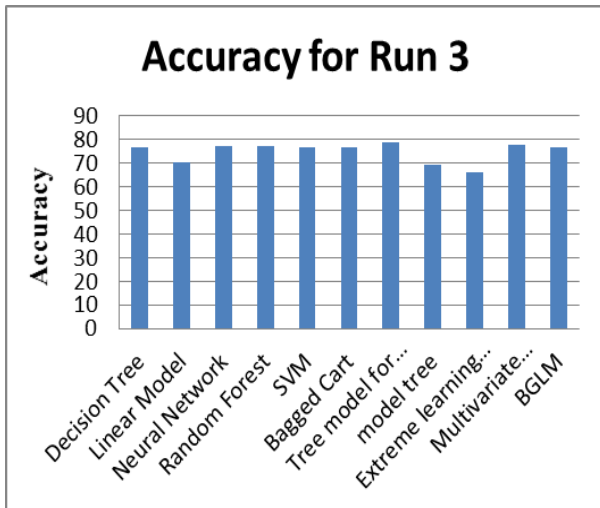 Accuracy for Run 3
Accuracy
90
80
70
60
50
40
30
20
10
0
Decision Tree
Linear Model
Neural Network
Random Forest
SVM
Bagged Cart
Tree model for...
model tree
Extreme learning...
Multivariate...
BGLM